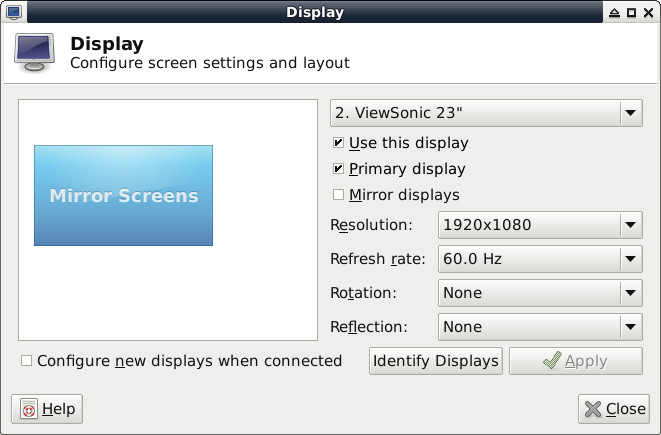 Display
Display
Configure screen settings and layout
Mirror Screens
2. ViewSonic 23"
Use this display
Primary display
Mirror displays
Resolution: 1920x1080
Refresh rate: 60.0 Hz
Rotation: None
Reflection: None
Configure new displays when connected
Identify Displays
Apply
Help
Close